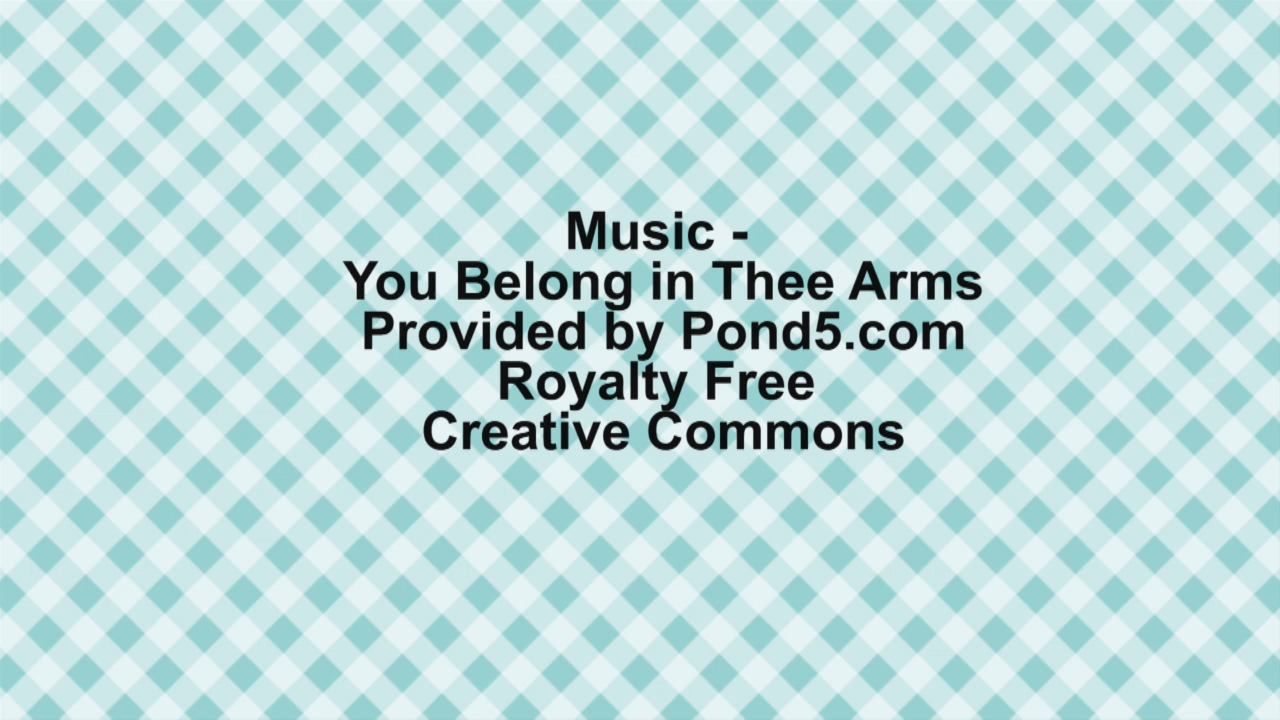 Music -
You Belong in Thee Arms
Provided by Pond5.com
Royalty Free
Creative Commons